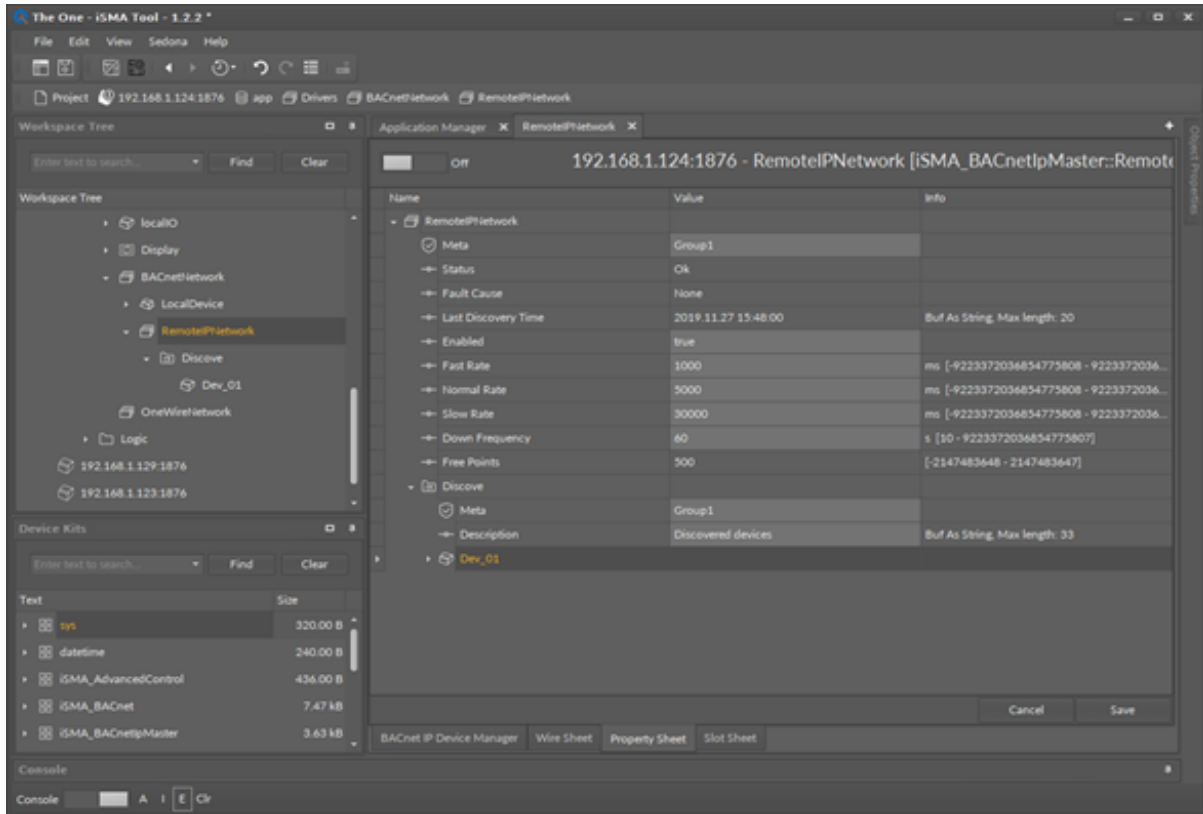 The One - iSMA Tool - 1.2.2 *
File Edit View Sedona Help
Project 192.168.1.124:1876 app Drivers BACnetNetwork RemoteIPNetwork
Workspace Tree
Enter text to search... Find Clear
Workspace Tree
localIO
Display
BACnetNetwork
LocalDevice
RemoteIPNetwork
Discove
Dev_01
OneWireNetwork
Logic
192.168.1.129:1876
192.168.1.123:1876
Device Kits
Enter text to search... Find Clear
Text Size
sys 320.00 B
datetime 240.00 B
iSMA_AdvancedControl 436.00 B
iSMA_BACnet 7.47 kB
iSMA_BACnetIpMaster 3.63 kB
Application Manager RemoteIPNetwork
Off 192.168.1.124:1876 - RemoteIPNetwork [iSMA_BACnetIpMaster::Remote
Name Value Info
RemoteIPNetwork
Meta Group1
Status Ok
Fault Cause None
Last Discovery Time 2019.11.27 15:48:00 Buf As String, Max length: 20
Enabled true
Fast Rate 1000 ms [-9223372036854775808 - 9223372036...
Normal Rate 5000 ms [-9223372036854775808 - 9223372036...
Slow Rate 30000 ms [-9223372036854775808 - 9223372036...
Down Frequency 60 s [10 - 9223372036854775807]
Free Points 500 [-2147483648 - 2147483647]
Discove
Meta Group1
Description Discovered devices Buf As String, Max length: 33
Dev_01
Cancel Save
BACnet IP Device Manager Wire Sheet Property Sheet Slot Sheet
Object Properties
Console
Console A I E Clr